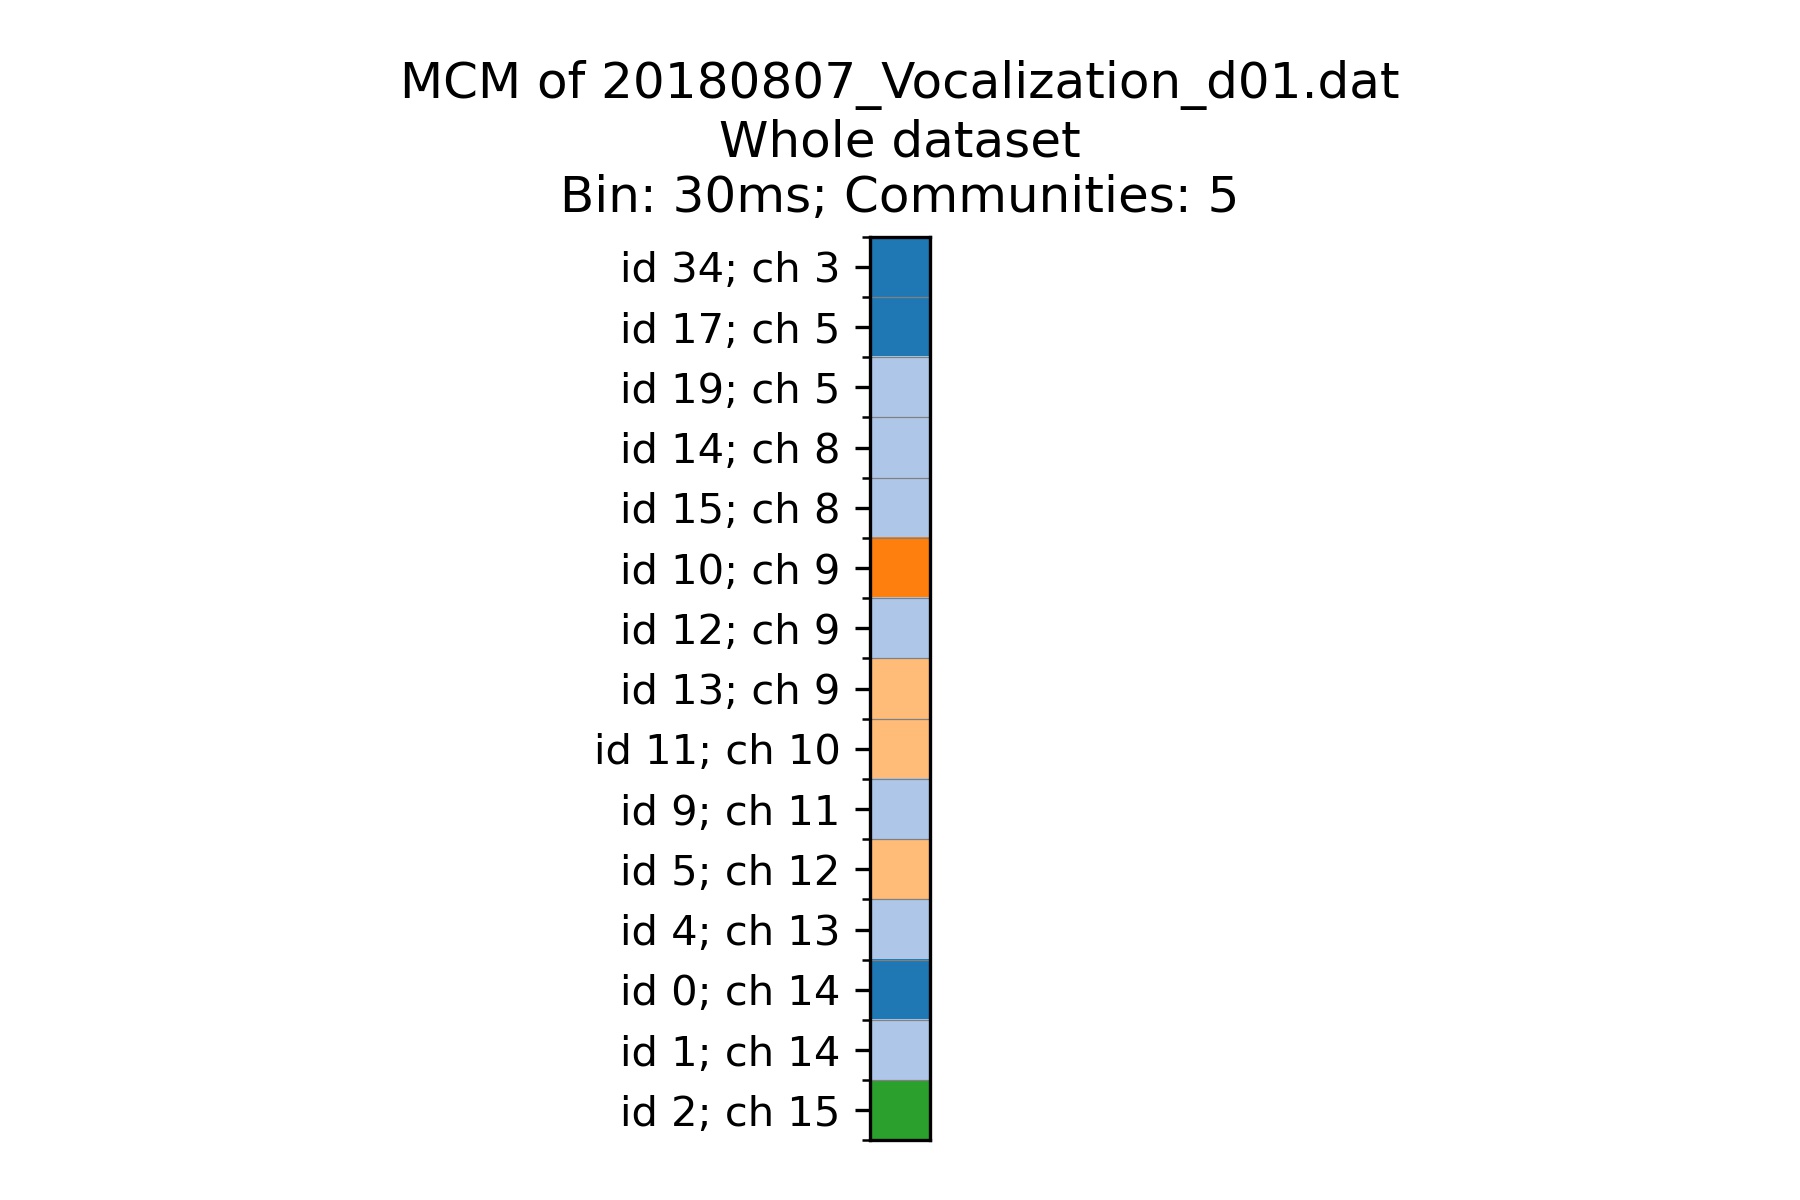 MCM of 20180807_Vocalization_d01.dat
Whole dataset
Bin: 30ms; Communities: 5
id 34; ch 3
id 17; ch 5
id 19; ch 5
id 14; ch 8
id 15; ch 8
id 10; ch 9
id 12; ch 9
id 13; ch 9
id 11; ch 10
id 9; ch 11
id 5; ch 12
id 4; ch 13
id 0; ch 14
id 1; ch 14
id 2; ch 15